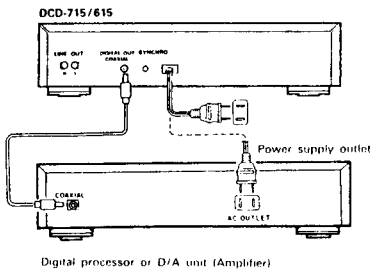 DCD-715/615
LINE OUT
DIGITAL OUT SYNCHRO
COAXIAL
Power supply outlet
COAXIAL
AC OUTLET
Digital processor or D/A unit (Amplifier)